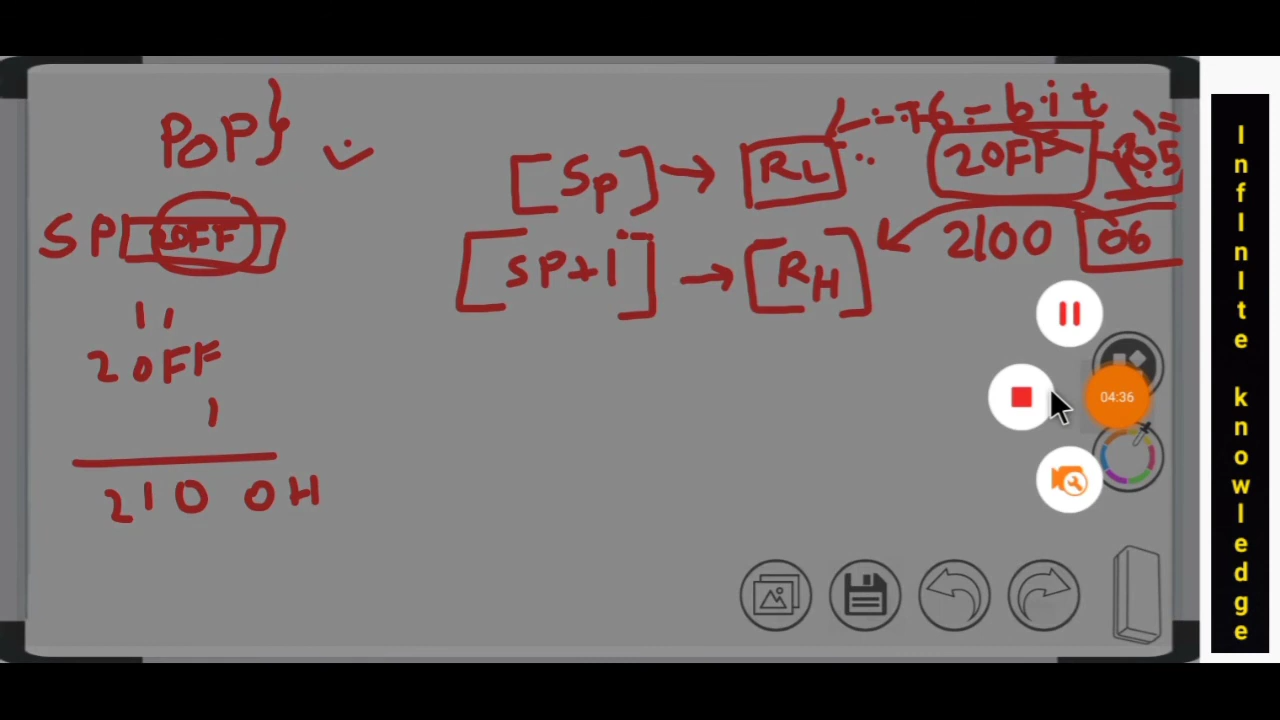 POP}
16-bit
[SP] → RL
20FF
05
SP 20FF
[SP+1] → [RH]
2100
06
11
20FF
1
2100H
04:36
InfInIte knowledge